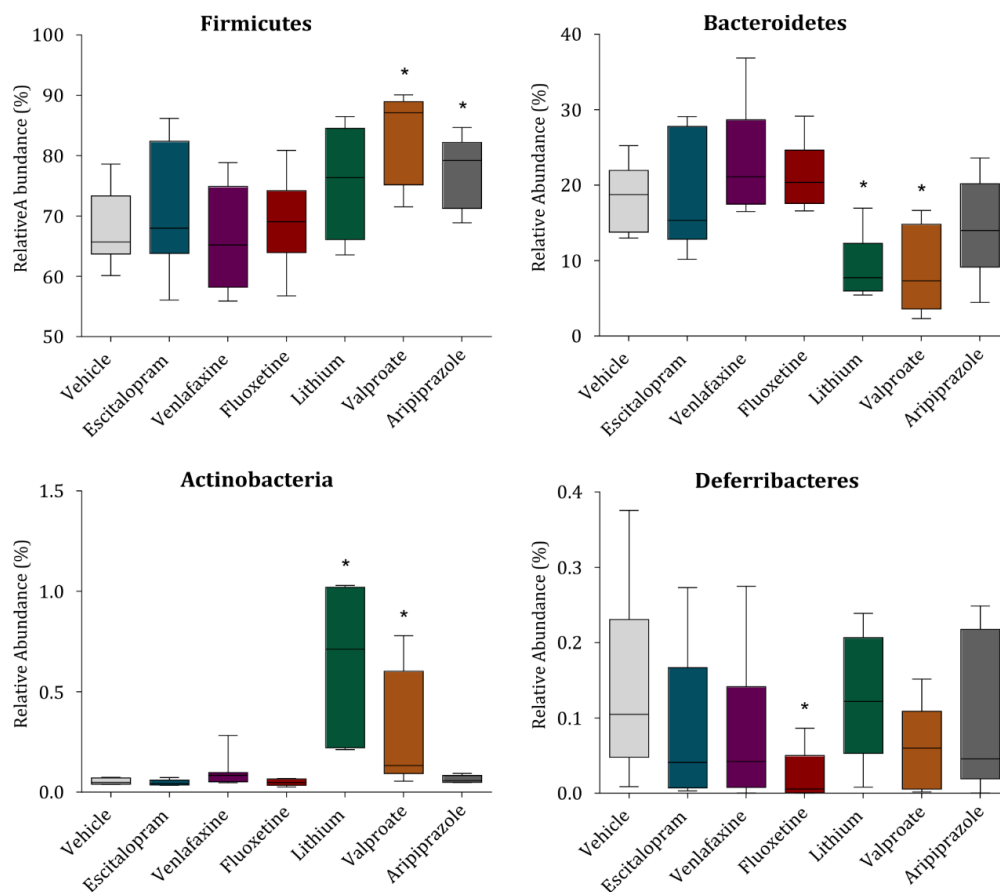 Firmicutes
RelativeA bundance (%)
100
90
80
70
60
50
*
*
Vehicle
Escitalopram
Venlafaxine
Fluoxetine
Lithium
Valproate
Aripiprazole
Bacteroidetes
Relative Abundance (%)
40
30
20
10
0
*
*
Vehicle
Escitalopram
Venlafaxine
Fluoxetine
Lithium
Valproate
Aripiprazole
Actinobacteria
Relative Abundance (%)
1.5
1.0
0.5
0.0
*
*
Vehicle
Escitalopram
Venlafaxine
Fluoxetine
Lithium
Valproate
Aripiprazole
Deferribacteres
Relative Abundance (%)
0.4
0.3
0.2
0.1
0.0
*
Vehicle
Escitalopram
Venlafaxine
Fluoxetine
Lithium
Valproate
Aripiprazole